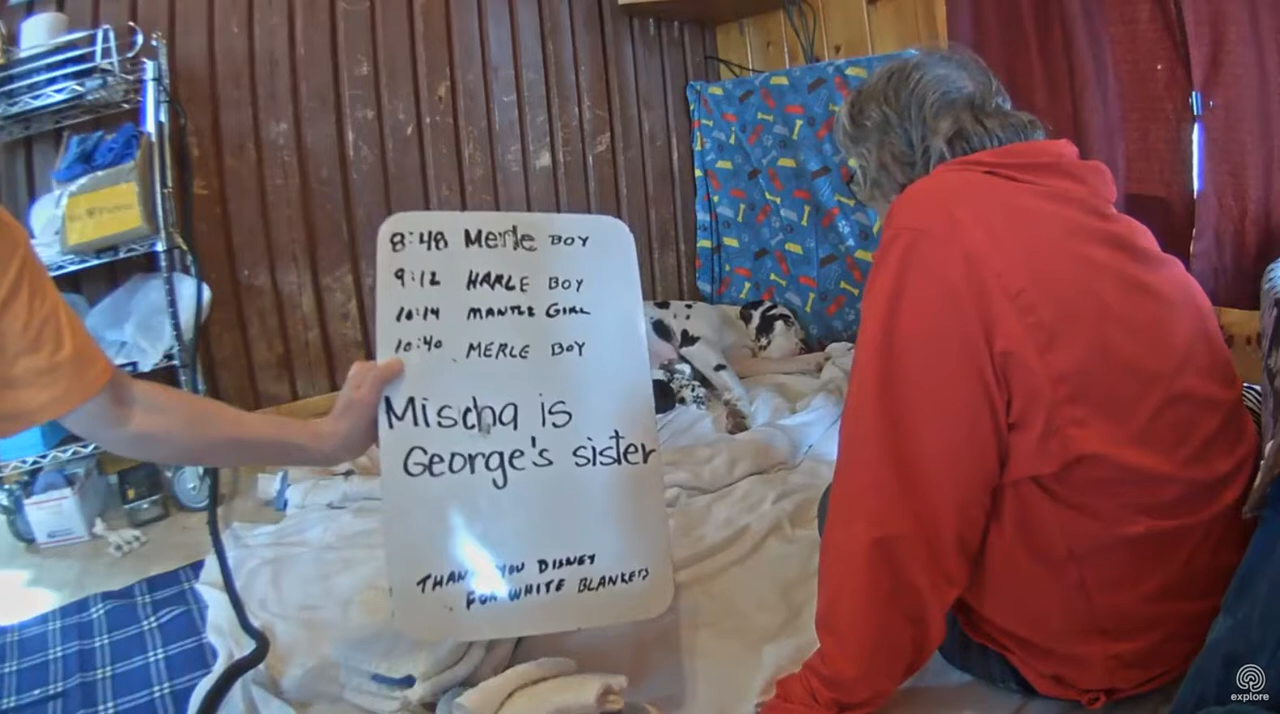 8:48 Merle BOY
9:12 HARLE BOY
10:14 MANTLE GIRL
10:40 MERLE BOY
Mischa is
George's sister
THANK YOU DISNEY
FOR WHITE BLANKETS
explore